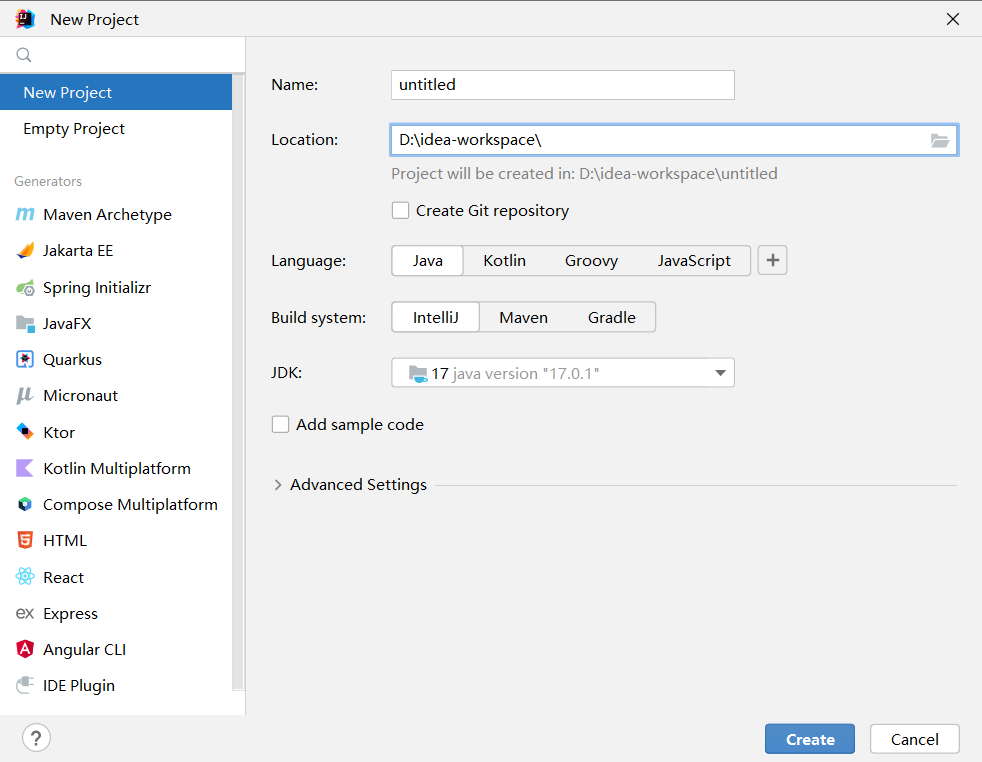 New Project
New Project
Empty Project
Generators
Maven Archetype
Jakarta EE
Spring Initializr
JavaFX
Quarkus
Micronaut
Ktor
Kotlin Multiplatform
Compose Multiplatform
HTML
React
Express
Angular CLI
IDE Plugin
Name: untitled
Location: D:\idea-workspace\
Project will be created in: D:\idea-workspace\untitled
Create Git repository
Language: Java Kotlin Groovy JavaScript +
Build system: IntelliJ Maven Gradle
JDK: 17 java version "17.0.1"
Add sample code
Advanced Settings
? Create Cancel